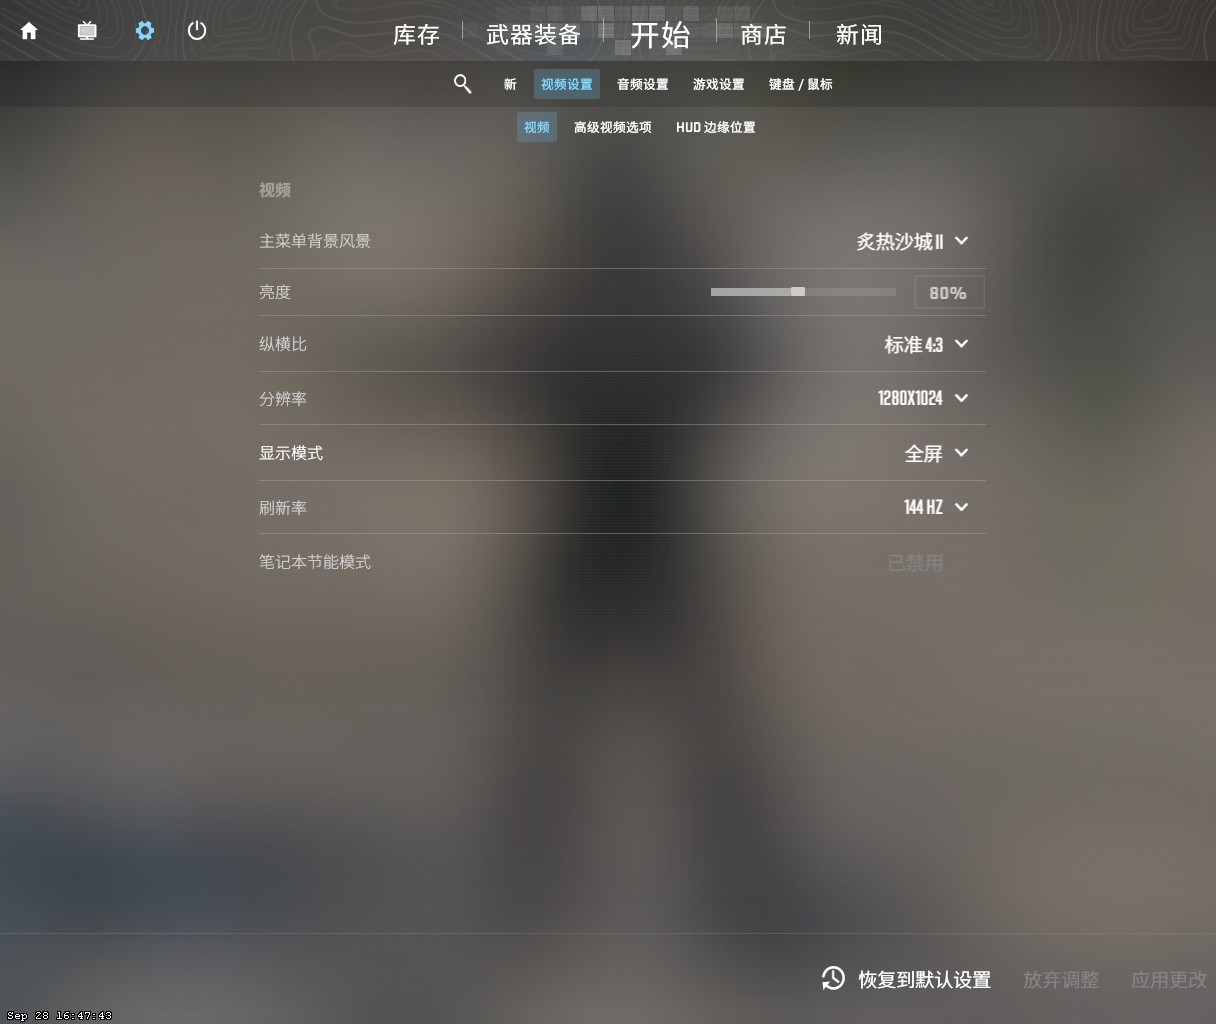 库存 武器装备 开始 商店 新闻
新 视频设置 音频设置 游戏设置 键盘 / 鼠标
视频 高级视频选项 HUD 边缘位置
视频
主菜单背景风景 炙热沙城 II
亮度 80%
纵横比 标准 4:3
分辨率 1280X1024
显示模式 全屏
刷新率 144 HZ
笔记本节能模式 已禁用
恢复到默认设置 放弃调整 应用更改
Sep 28 16:47:43